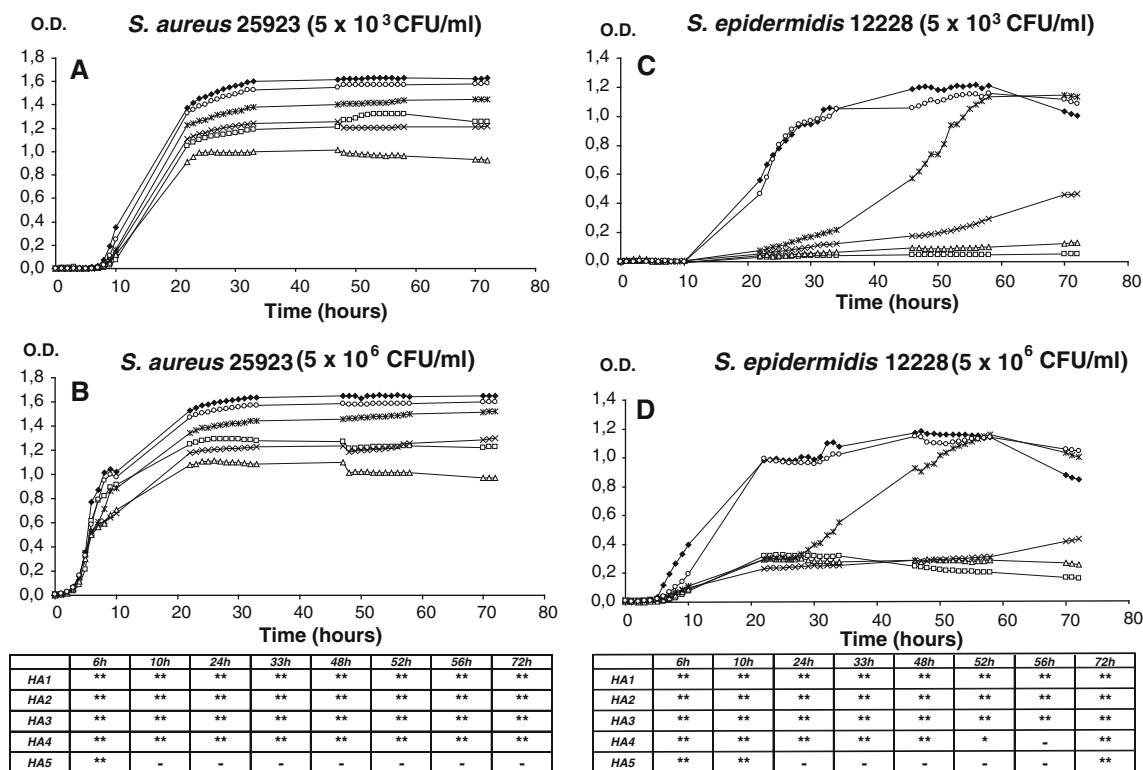 O.D.
S. aureus 25923 (5 x 10³ CFU/ml)
A
1,8
1,6
1,4
1,2
1,0
0,8
0,6
0,4
0,2
0,0
0 10 20 30 40 50 60 70 80
Time (hours)
O.D.
S. epidermidis 12228 (5 x 10³ CFU/ml)
C
1,4
1,2
1,0
0,8
0,6
0,4
0,2
0,0
0 10 20 30 40 50 60 70 80
Time (hours)
O.D.
S. aureus 25923 (5 x 10⁶ CFU/ml)
B
1,8
1,6
1,4
1,2
1,0
0,8
0,6
0,4
0,2
0,0
0 10 20 30 40 50 60 70 80
Time (hours)
O.D.
S. epidermidis 12228 (5 x 10⁶ CFU/ml)
D
1,4
1,2
1,0
0,8
0,6
0,4
0,2
0,0
0 10 20 30 40 50 60 70 80
Time (hours)
6h 10h 24h 33h 48h 52h 56h 72h
HA1 ** ** ** ** ** ** ** **
HA2 ** ** ** ** ** ** ** **
HA3 ** ** ** ** ** ** ** **
HA4 ** ** ** ** ** ** ** **
HA5 ** - - - - - - -
6h 10h 24h 33h 48h 52h 56h 72h
HA1 ** ** ** ** ** ** ** **
HA2 ** ** ** ** ** ** ** **
HA3 ** ** ** ** ** ** ** **
HA4 ** ** ** ** ** * - **
HA5 ** ** - - - - - **